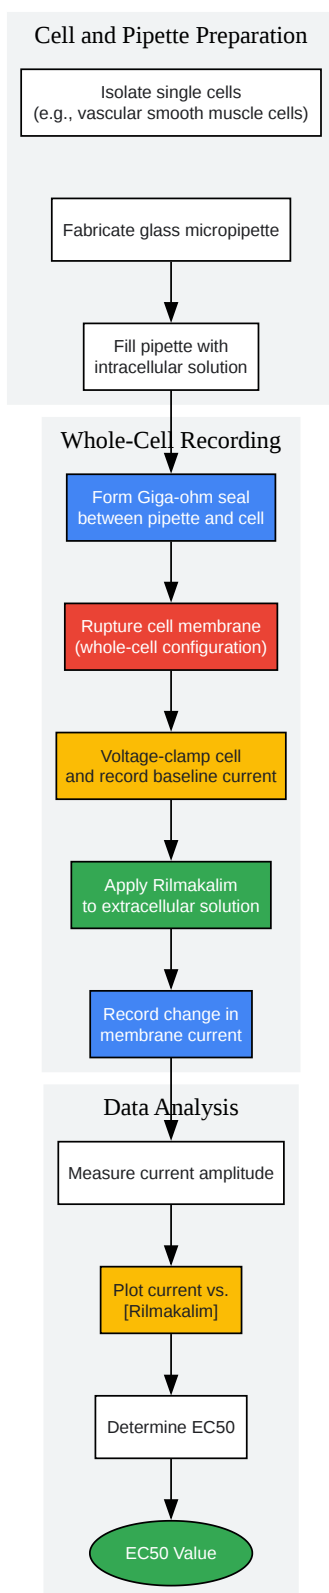 Cell and Pipette Preparation
Isolate single cells
(e.g., vascular smooth muscle cells)
Fabricate glass micropipette
Fill pipette with
intracellular solution
Whole-Cell Recording
Form Giga-ohm seal
between pipette and cell
Rupture cell membrane
(whole-cell configuration)
Voltage-clamp cell
and record baseline current
Apply Rilmakalim
to extracellular solution
Record change in
membrane current
Data Analysis
Measure current amplitude
Plot current vs.
[Rilmakalim]
Determine EC50
EC50 Value